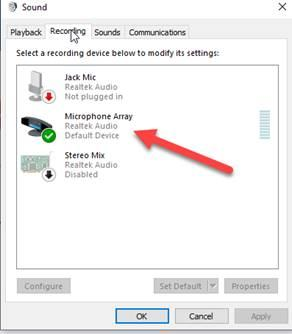 Sound
Playback Recording Sounds Communications
Select a recording device below to modify its settings:
Jack Mic
Realtek Audio
Not plugged in
Microphone Array
Realtek Audio
Default Device
Stereo Mix
Realtek Audio
Disabled
Configure Set Default Properties
OK Cancel Apply